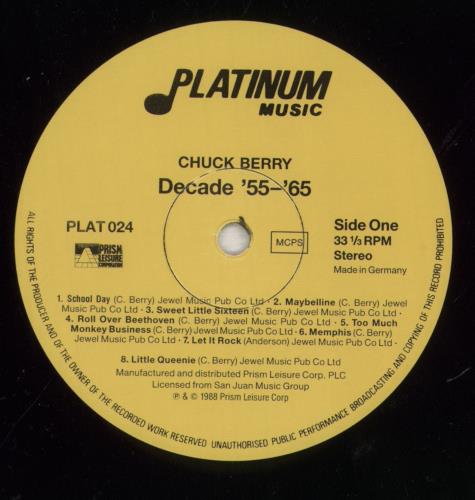 PLATINUM
MUSIC
CHUCK BERRY
Decade '55–'65
PLAT 024
PRISM
LEISURE
CORPORATION
MCPS
Side One
33 1/3 RPM
Stereo
Made in Germany
1. School Day (C. Berry) Jewel Music Pub Co Ltd · 2. Maybelline (C. Berry) Jewel
Music Pub Co Ltd · 3. Sweet Little Sixteen (C. Berry) Jewel Music Pub Co Ltd
4. Roll Over Beethoven (C. Berry) Jewel Music Pub Co Ltd · 5. Too Much
Monkey Business (C. Berry) Jewel Music Pub Co Ltd · 6. Memphis (C. Berry)
Jewel Music Pub Co Ltd · 7. Let It Rock (Anderson) Jewel Music Pub Co Ltd
8. Little Queenie (C. Berry) Jewel Music Pub Co Ltd
Manufactured and distributed Prism Leisure Corp. PLC
Licensed from San Juan Music Group
℗ & © 1988 Prism Leisure Corp
ALL RIGHTS OF THE PRODUCER AND OF THE OWNER OF THE RECORDED WORK RESERVED UNAUTHORISED PUBLIC PERFORMANCE BROADCASTING AND COPYING OF THIS RECORD PROHIBITED